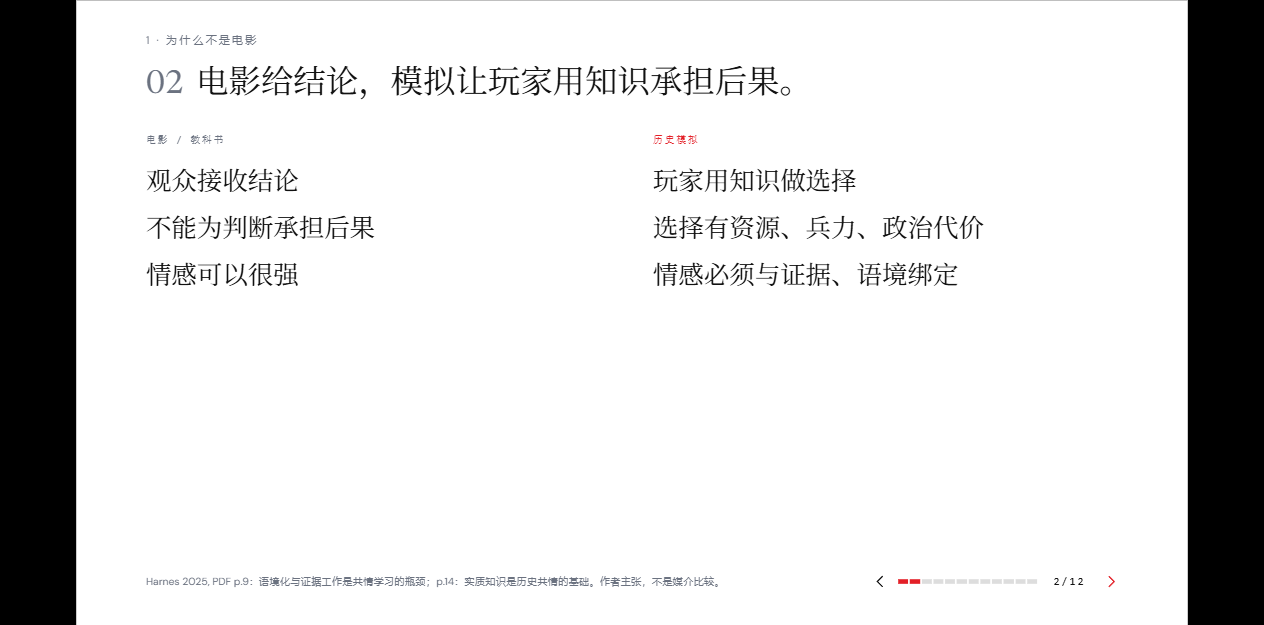 1 · 为什么不是电影
02 电影给结论，模拟让玩家用知识承担后果。
电影 / 教科书
观众接收结论
不能为判断承担后果
情感可以很强
历史模拟
玩家用知识做选择
选择有资源、兵力、政治代价
情感必须与证据、语境绑定
Harnes 2025, PDF p.9：语境化与证据工作是共情学习的瓶颈；p.14：实质知识是历史共情的基础。作者主张，不是媒介比较。
2/12